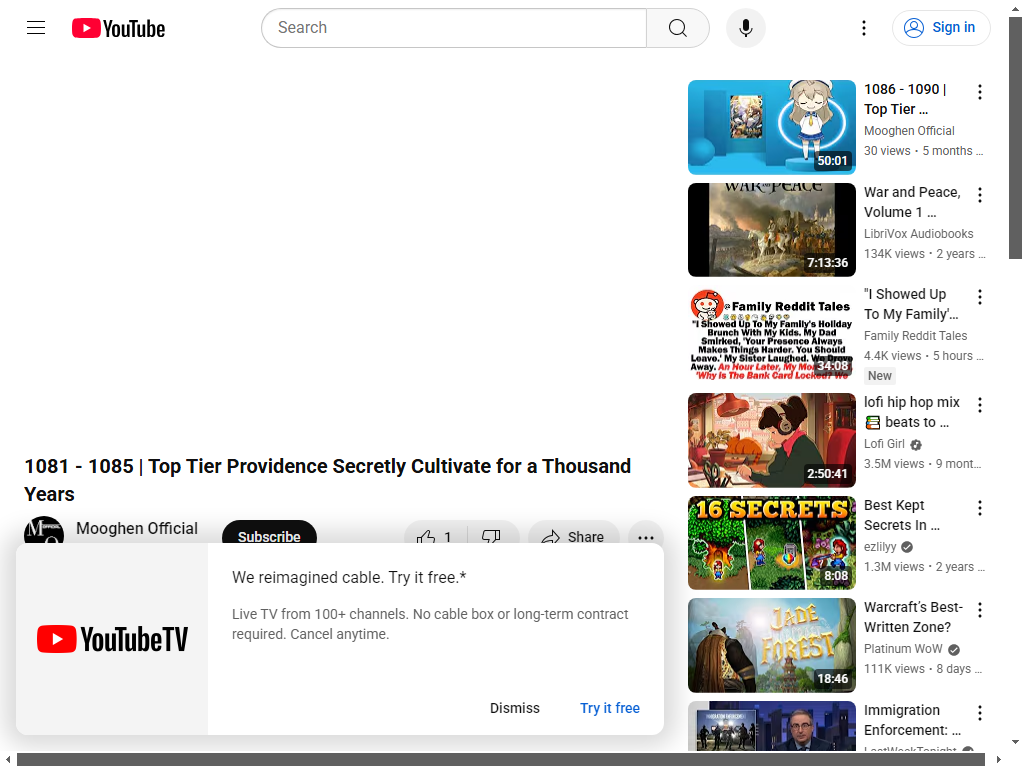 YouTube
Search
Sign in
1081 - 1085 | Top Tier Providence Secretly Cultivate for a Thousand
Years
Mooghen Official
Subscribe
1
Share
YouTubeTV
We reimagined cable. Try it free.*
Live TV from 100+ channels. No cable box or long-term contract
required. Cancel anytime.
Dismiss
Try it free
50:01
1086 - 1090 |
Top Tier ...
Mooghen Official
30 views • 5 months ...
WAR AND PEACE
7:13:36
War and Peace,
Volume 1 ...
LibriVox Audiobooks
134K views • 2 years ...
Family Reddit Tales
"I Showed Up To My Family's Holiday
Brunch With My Kids. My Dad
Smirked, 'Your Presence Always
Makes Things Harder. You Should
Leave.' My Sister Laughed. We Drove
Away. An Hour Later, My
'Why Is The Bank Card Locked? We
34:08
"I Showed Up
To My Family'...
Family Reddit Tales
4.4K views • 5 hours ...
New
2:50:41
lofi hip hop mix
📚 beats to ...
Lofi Girl
3.5M views • 9 mont...
16 SECRETS
8:08
Best Kept
Secrets In ...
ezlilyy
1.3M views • 2 years ...
JADE
FOREST
18:46
Warcraft's Best-
Written Zone?
Platinum WoW
111K views • 8 days ...
Immigration
Enforcement: ...
LastWeekTonight